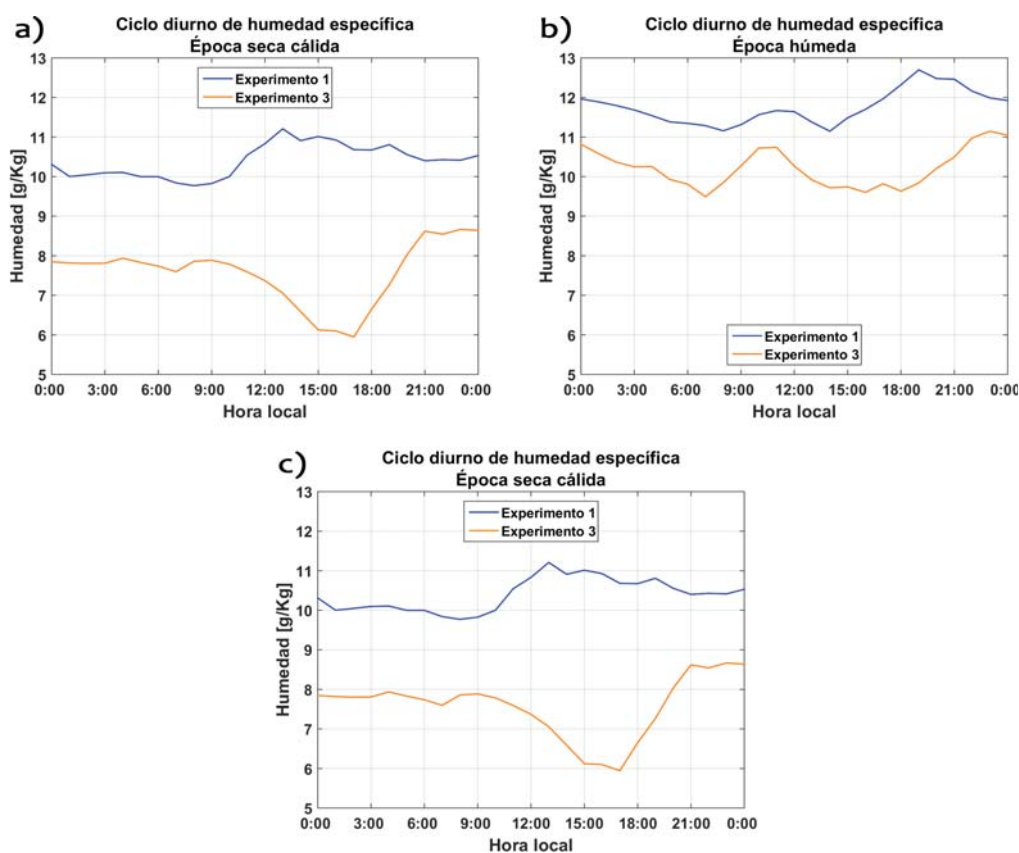 a)
Ciclo diurno de humedad específica
Época seca cálida
Experimento 1
Experimento 3
Humedad [g/Kg]
13
12
11
10
9
8
7
6
5
0:00 3:00 6:00 9:00 12:00 15:00 18:00 21:00 0:00
Hora local
b)
Ciclo diurno de humedad específica
Época húmeda
Experimento 1
Experimento 3
Humedad [g/Kg]
13
12
11
10
9
8
7
6
5
0:00 3:00 6:00 9:00 12:00 15:00 18:00 21:00 0:00
Hora local
c)
Ciclo diurno de humedad específica
Época seca cálida
Experimento 1
Experimento 3
Humedad [g/Kg]
13
12
11
10
9
8
7
6
5
0:00 3:00 6:00 9:00 12:00 15:00 18:00 21:00 0:00
Hora local